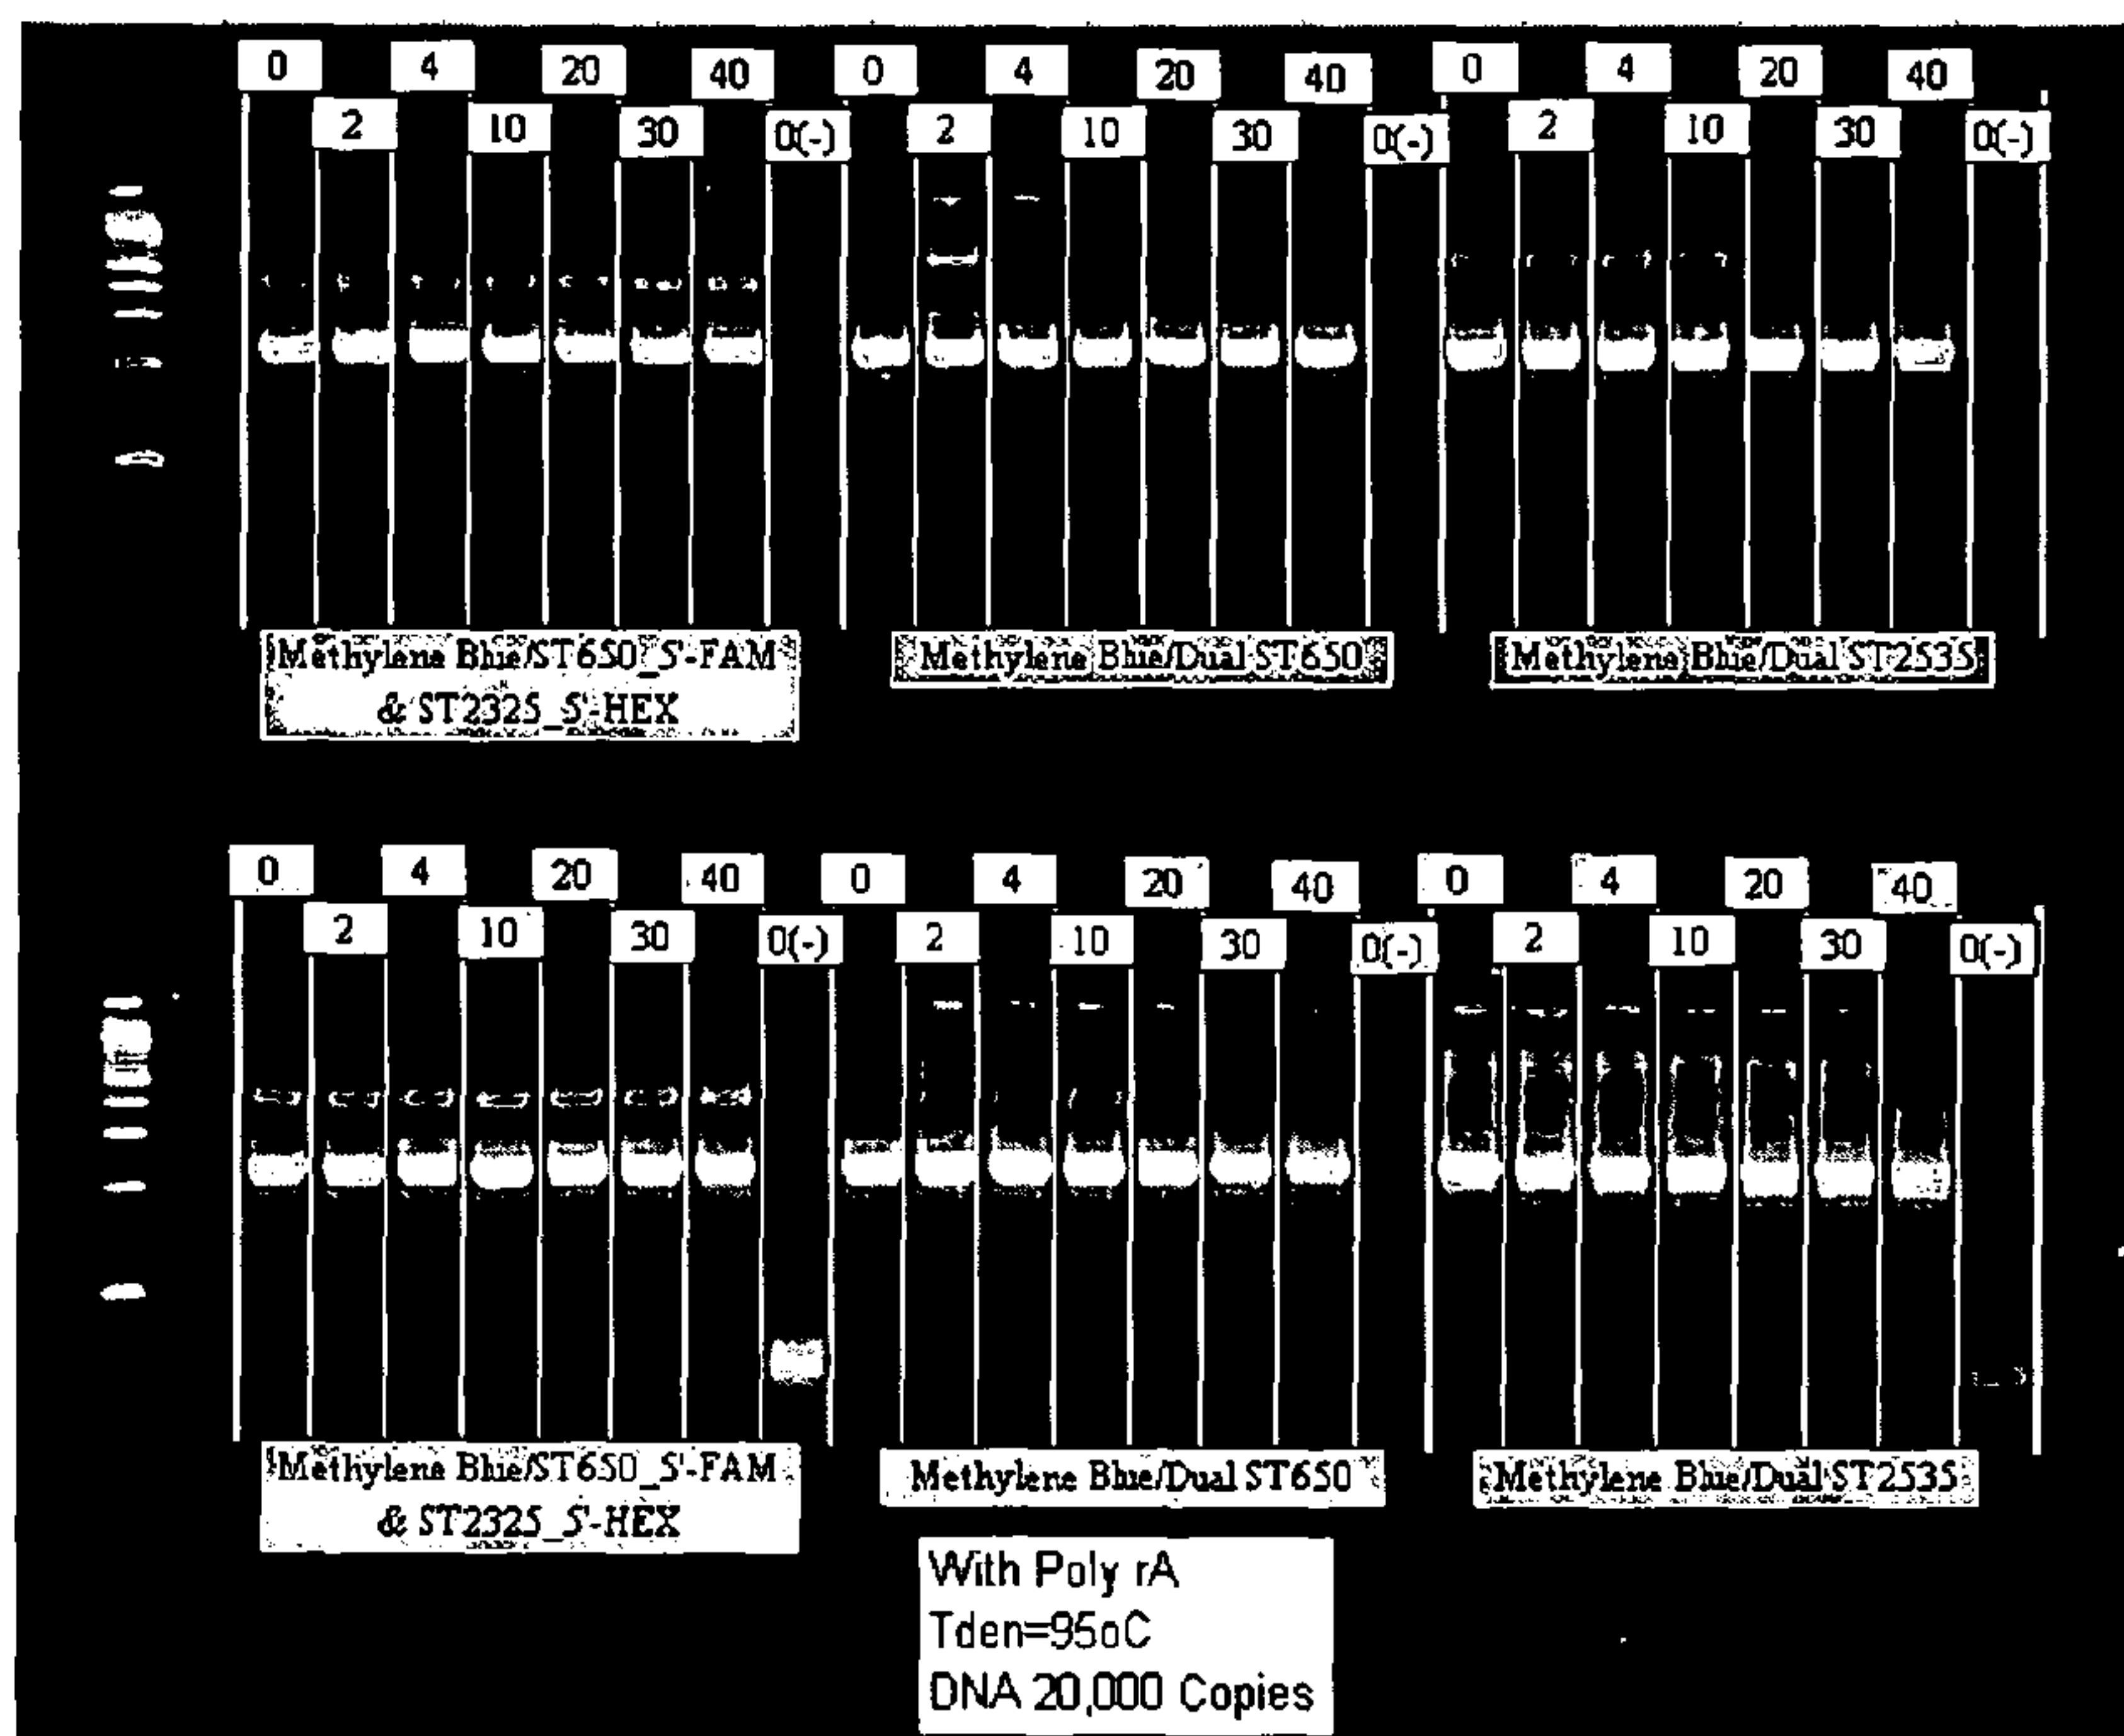 0 4 20 40 0 4 20 40 0 4 20 40
2 10 30 0(-) 2 10 30 0(-) 2 10 30 0(-)
Methylene Blue/ST650_5'-FAM
& ST2325_5'-HEX
Methylene Blue/Dual ST650
Methylene Blue/Dual ST2535
0 4 20 40 0 4 20 40 0 4 20 40
2 10 30 0(-) 2 10 30 0(-) 2 10 30 0(-)
Methylene Blue/ST650_5'-FAM
& ST2325_5'-HEX
Methylene Blue/Dual ST650
Methylene Blue/Dual ST2535
With Poly rA
Tden=95oC
DNA 20,000 Copies